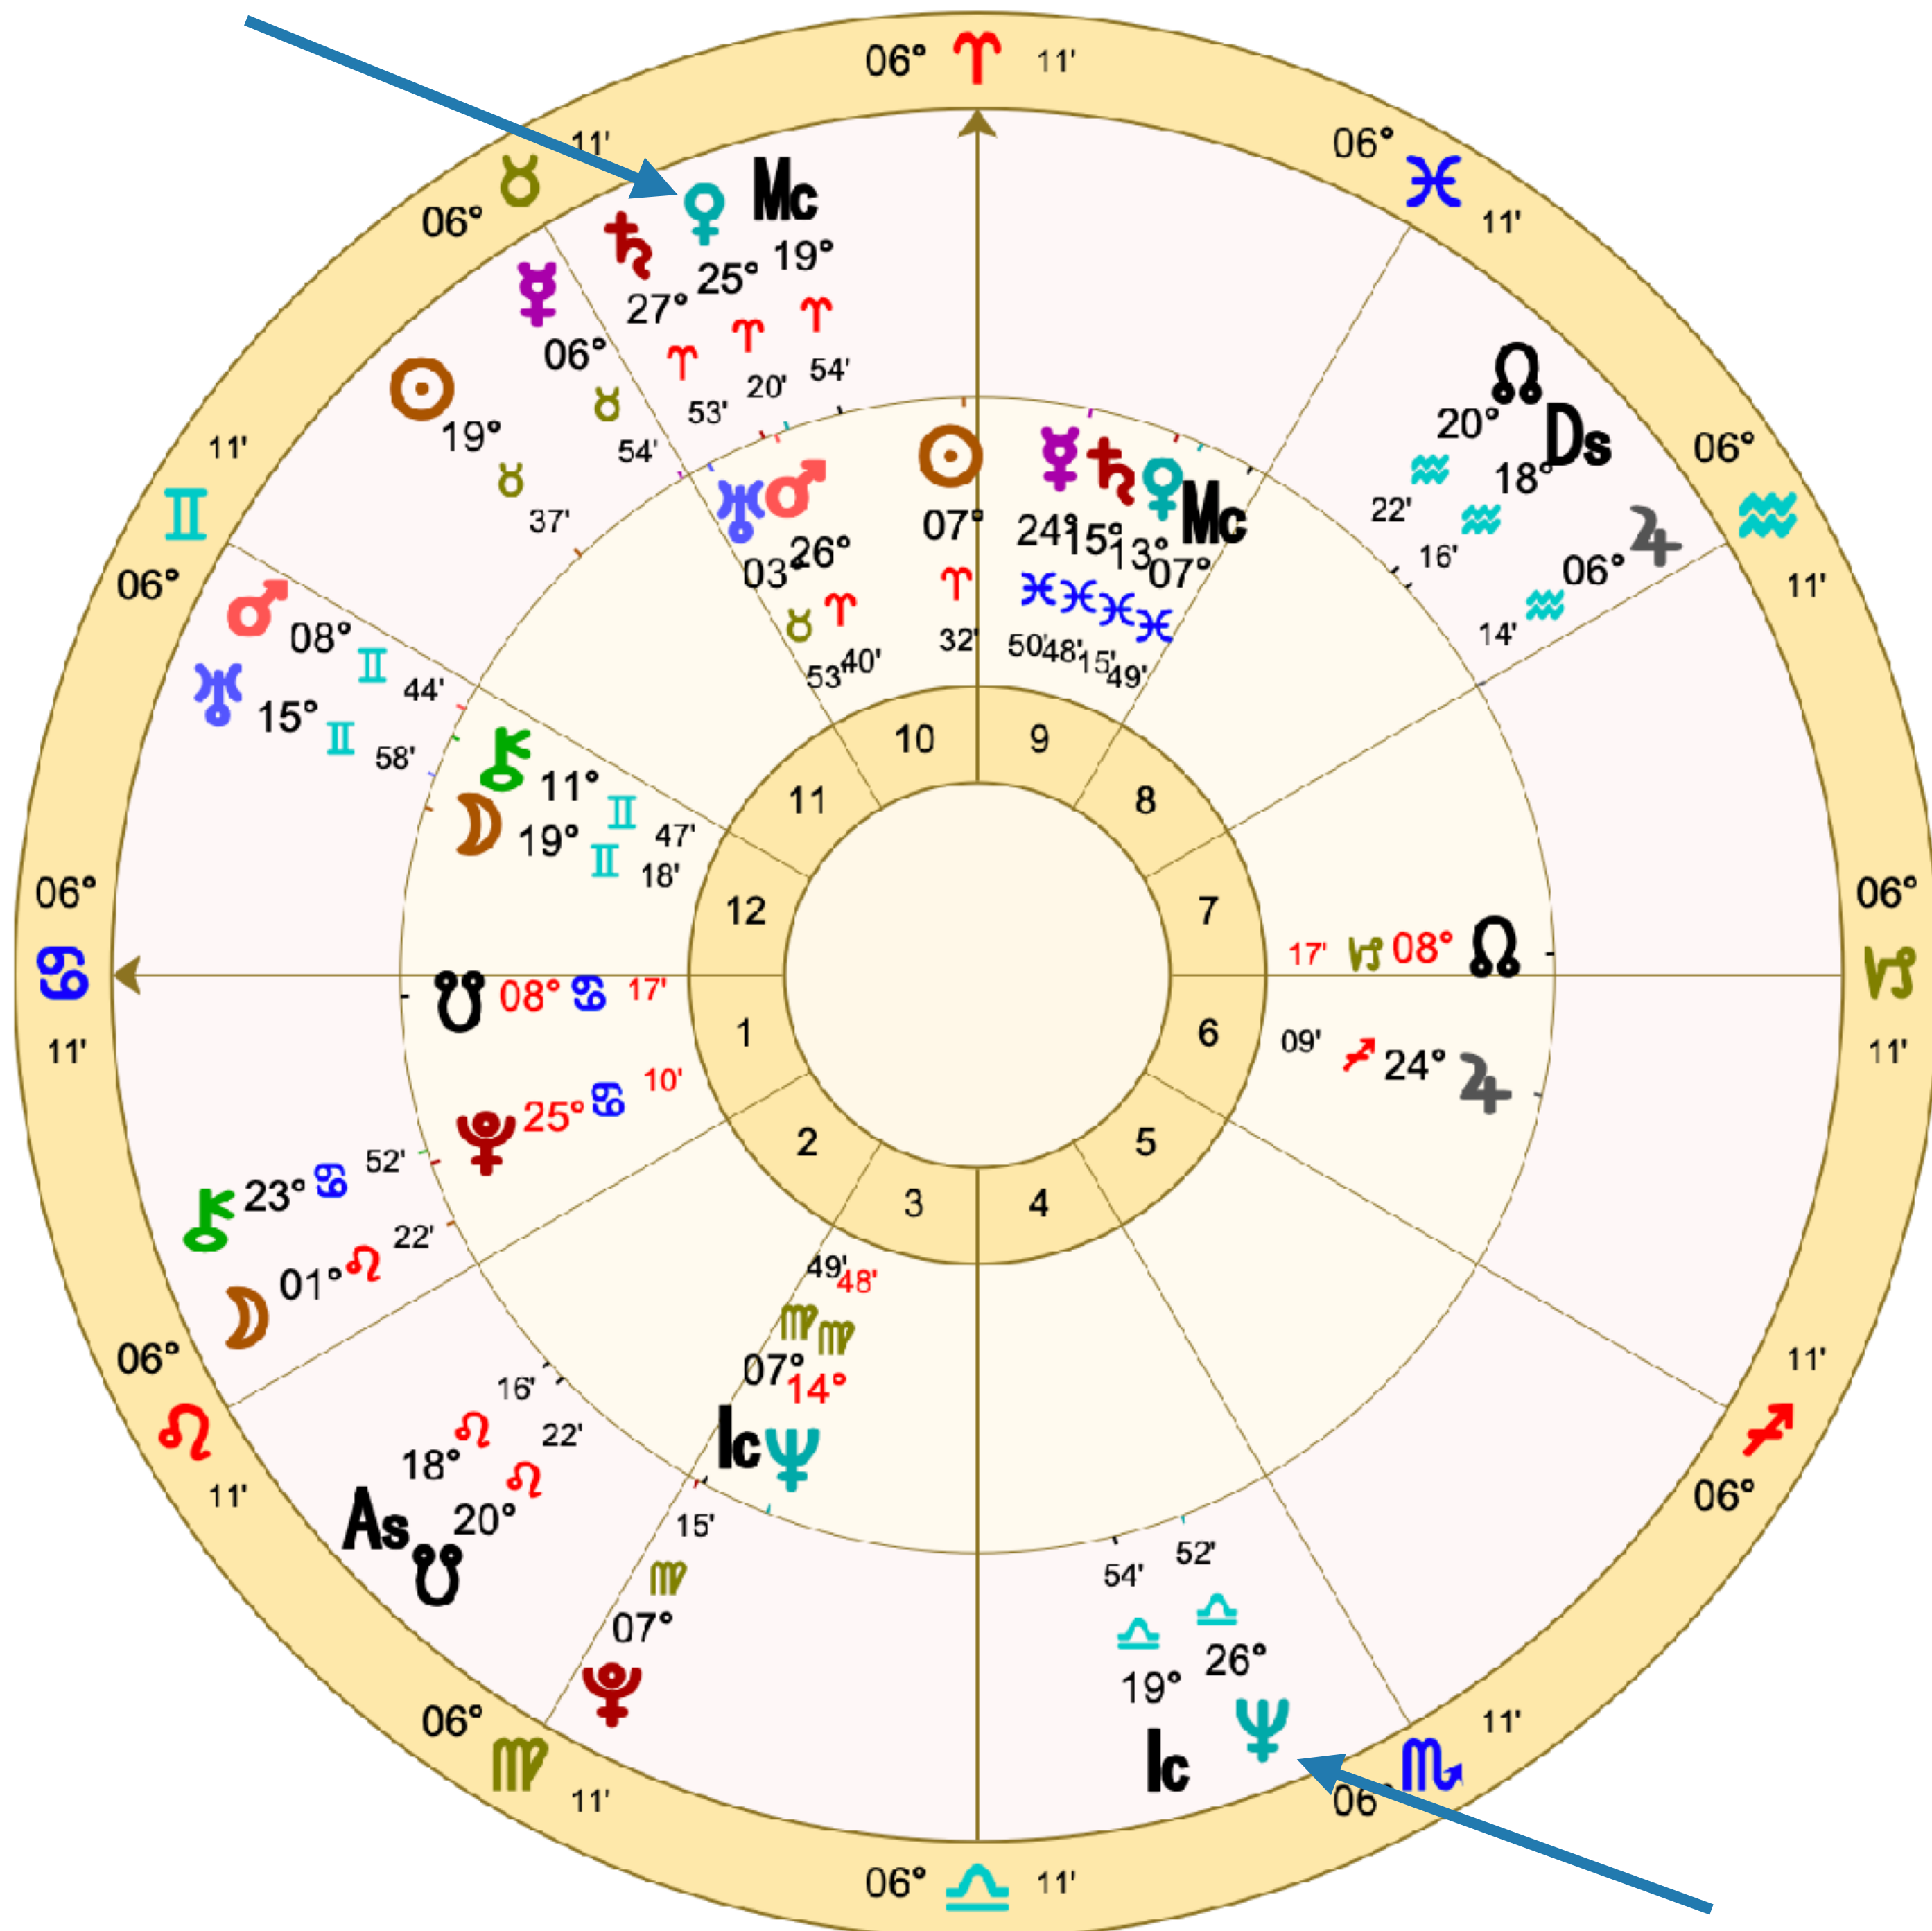 06° ♈ 11'
06° ♉ 11'
06° ♓ 11'
♄ 27° ♈ 53'
♀ 25° ♈ 20'
Mc 19° ♈ 54'
☿ 06° ♉ 54'
☉ 19° ♉ 37'
☊ 20° ♒ 22'
Ds 18° ♒ 16'
♃ 06° ♒ 14'
06° ♊ 11'
06° ♒ 11'
♂ 08° ♊ 44'
♅ 15° ♊ 58'
♅ 03° ♉ 53'
♂ 26° ♈ 40'
☉ 07° ♈ 32'
☿ 24° ♓ 50'
♄ 15° ♓ 48'
♀ 13° ♓ 15'
Mc 07° ♓ 49'
⚷ 11° ♊ 47'
☽ 19° ♊ 18'
10 9
11 8
12 7
1 6
2 5
3 4
06° ♋ 11'
06° ♑ 11'
☋ 08° ♋ 17'
17' ♑ 08° ☊
♇ 25° ♋ 10'
09' ♐ 24° ♃
⚷ 23° ♋ 52'
☽ 01° ♌ 22'
06° ♌ 11'
06° ♐ 11'
As 18° ♌ 16'
☋ 20° ♌ 22'
Ic 07° ♍ 49'
♆ 14° ♍ 48'
♇ 07° ♍ 15'
Ic 19° ♎ 54'
♆ 26° ♎ 52'
06° ♍ 11'
06° ♏ 11'
06° ♎ 11'